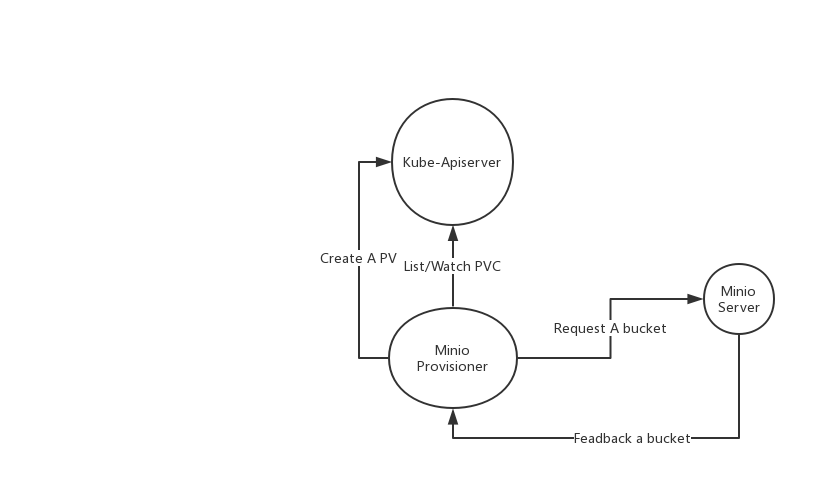 Kube-Apiserver
Create A PV
List/Watch PVC
Minio
Server
Request A bucket
Minio
Provisioner
Feadback a bucket